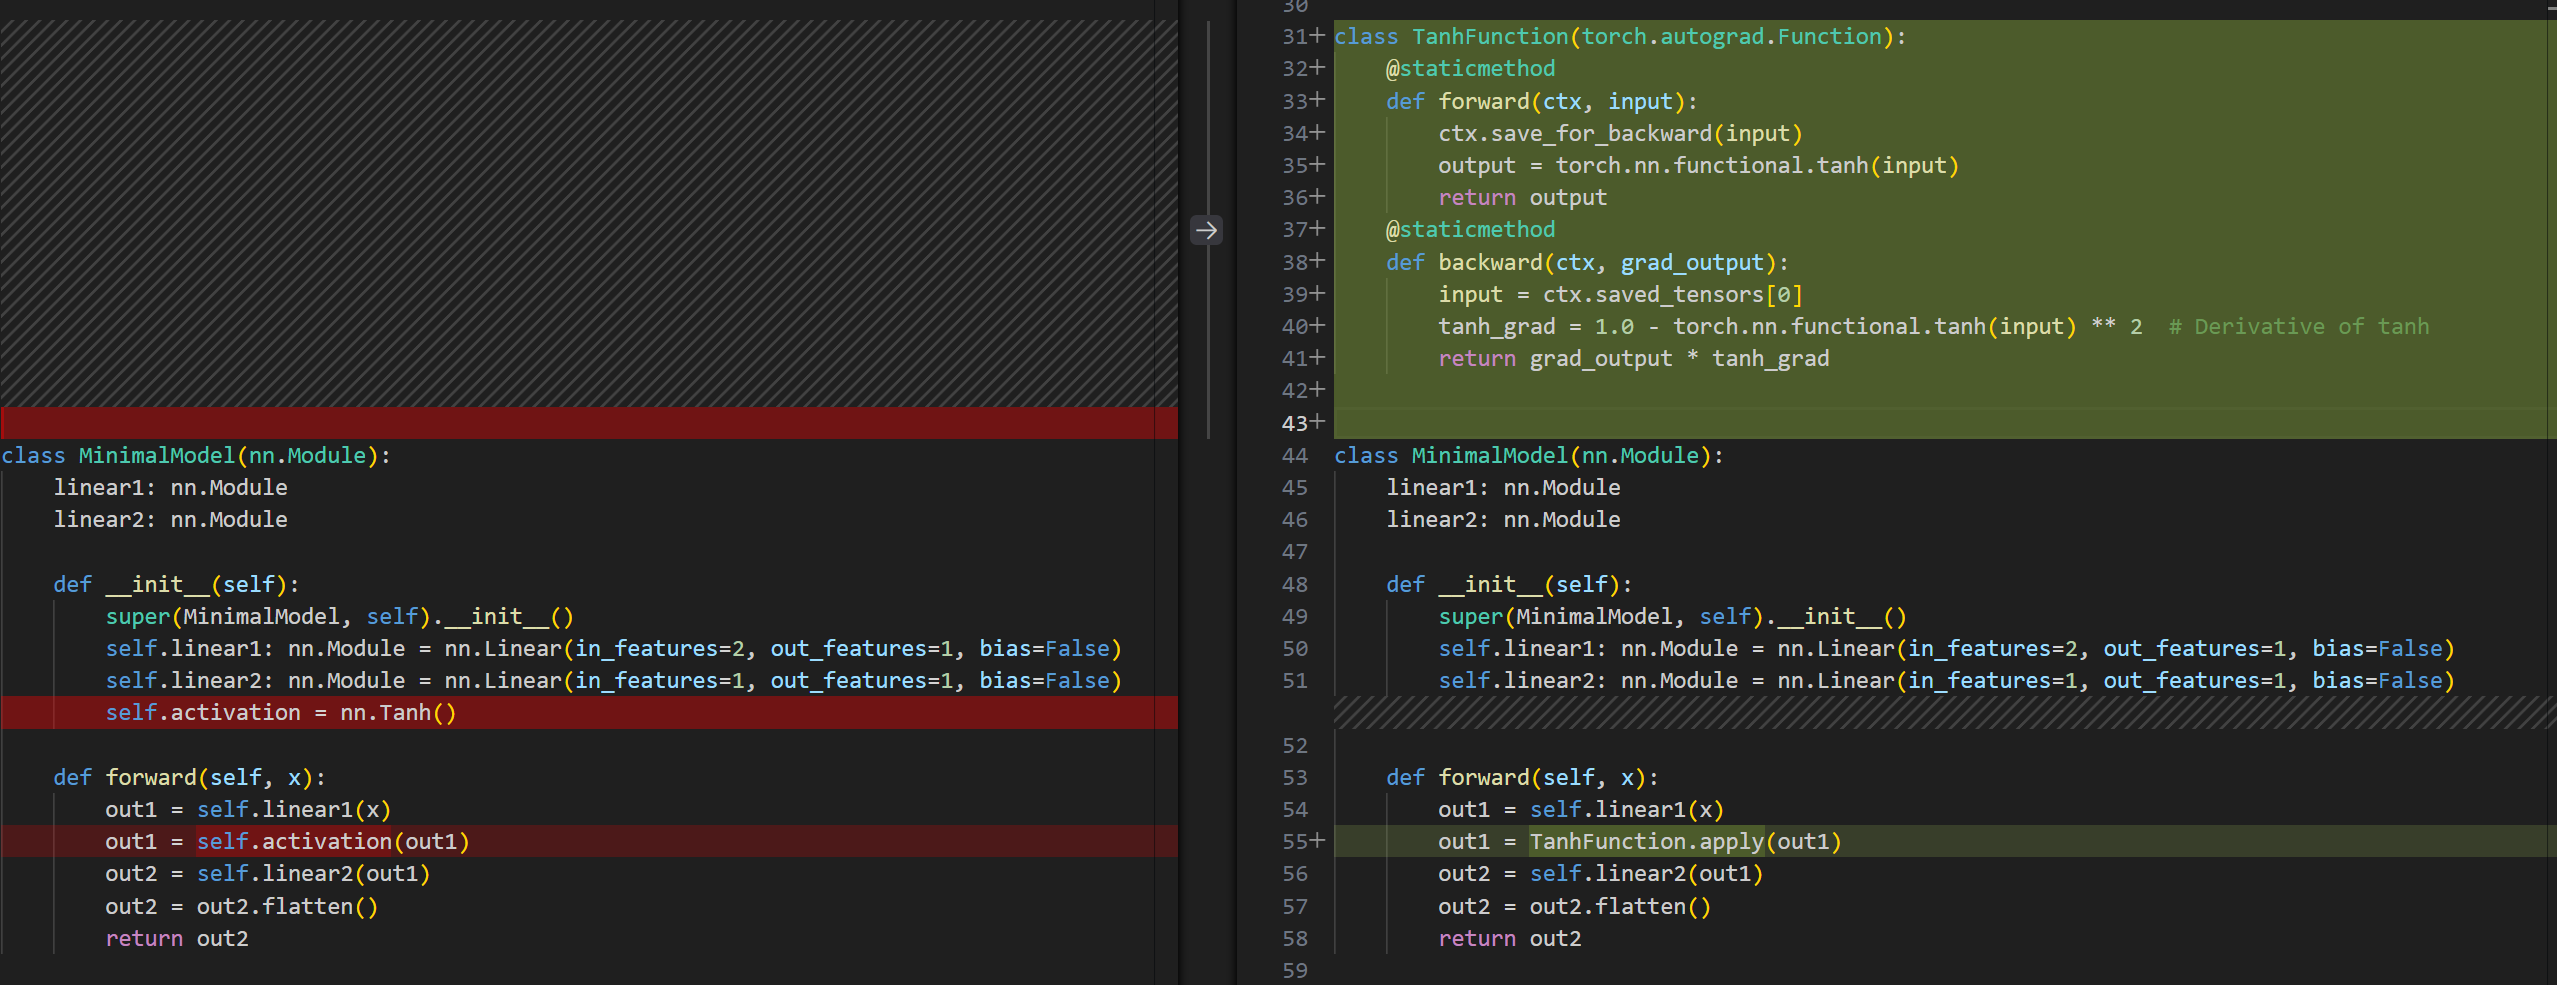 class MinimalModel(nn.Module):
    linear1: nn.Module
    linear2: nn.Module
    def __init__(self):
        super(MinimalModel, self).__init__()
        self.linear1: nn.Module = nn.Linear(in_features=2, out_features=1, bias=False)
        self.linear2: nn.Module = nn.Linear(in_features=1, out_features=1, bias=False)
        self.activation = nn.Tanh()
    def forward(self, x):
        out1 = self.linear1(x)
        out1 = self.activation(out1)
        out2 = self.linear2(out1)
        out2 = out2.flatten()
        return out2
30
31+ class TanhFunction(torch.autograd.Function):
32+     @staticmethod
33+     def forward(ctx, input):
34+         ctx.save_for_backward(input)
35+         output = torch.nn.functional.tanh(input)
36+         return output
37+     @staticmethod
38+     def backward(ctx, grad_output):
39+         input = ctx.saved_tensors[0]
40+         tanh_grad = 1.0 - torch.nn.functional.tanh(input) ** 2  # Derivative of tanh
41+         return grad_output * tanh_grad
42+
43+
44 class MinimalModel(nn.Module):
45     linear1: nn.Module
46     linear2: nn.Module
47
48     def __init__(self):
49         super(MinimalModel, self).__init__()
50         self.linear1: nn.Module = nn.Linear(in_features=2, out_features=1, bias=False)
51         self.linear2: nn.Module = nn.Linear(in_features=1, out_features=1, bias=False)
52
53     def forward(self, x):
54         out1 = self.linear1(x)
55+         out1 = TanhFunction.apply(out1)
56         out2 = self.linear2(out1)
57         out2 = out2.flatten()
58         return out2
59